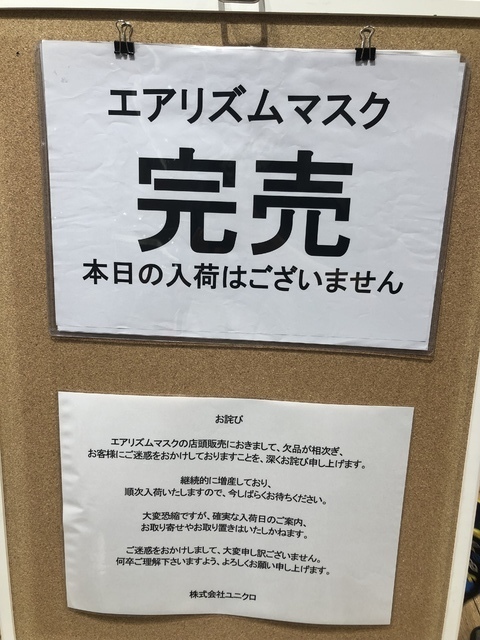 エアリズムマスク
完売
本日の入荷はございません
お詫び
エアリズムマスクの店頭販売におきまして、欠品が相次ぎ、
お客様にご迷惑をおかけしておりますことを、深くお詫び申し上げます。
継続的に増産しており、
順次入荷いたしますので、今しばらくお待ちください。
大変恐縮ですが、確実な入荷日のご案内、
お取り寄せやお取り置きはいたしかねます。
ご迷惑をおかけしまして、大変申し訳ございません。
何卒ご理解下さいますよう、よろしくお願い申し上げます。
株式会社ユニクロ